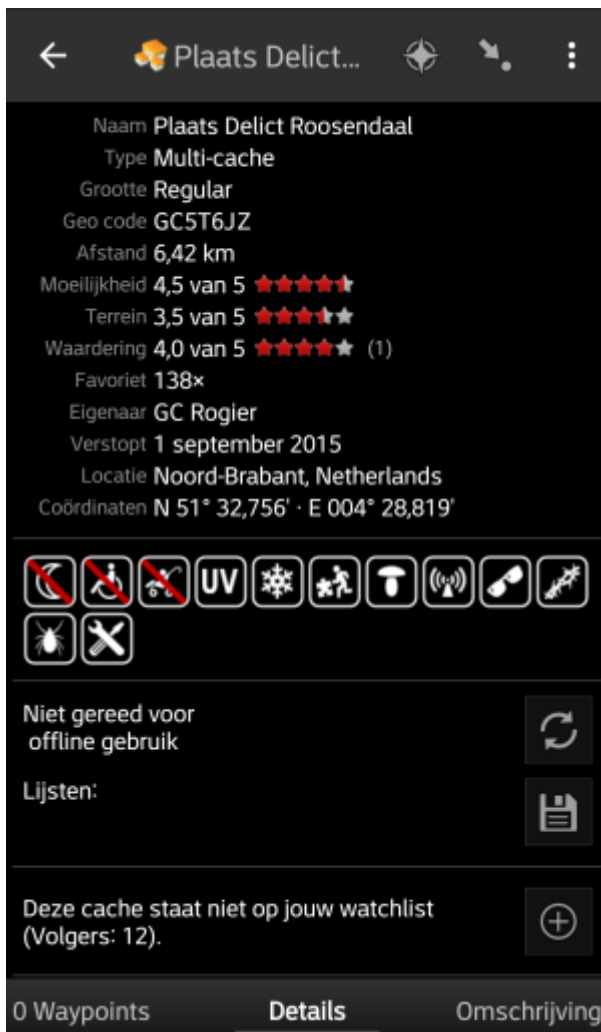 Plaats Delict...
Naam Plaats Delict Roosendaal
Type Multi-cache
Grootte Regular
Geo code GC5T6JZ
Afstand 6,42 km
Moeilijkheid 4,5 van 5
Terrein 3,5 van 5
Waardering 4,0 van 5 (1)
Favoriet 138×
Eigenaar GC Rogier
Verstopt 1 september 2015
Locatie Noord-Brabant, Netherlands
Coördinaten N 51° 32,756' · E 004° 28,819'
UV
Niet gereed voor
offline gebruik
Lijsten:
Deze cache staat niet op jouw watchlist
(Volgers: 12).
0 Waypoints Details Omschrijving